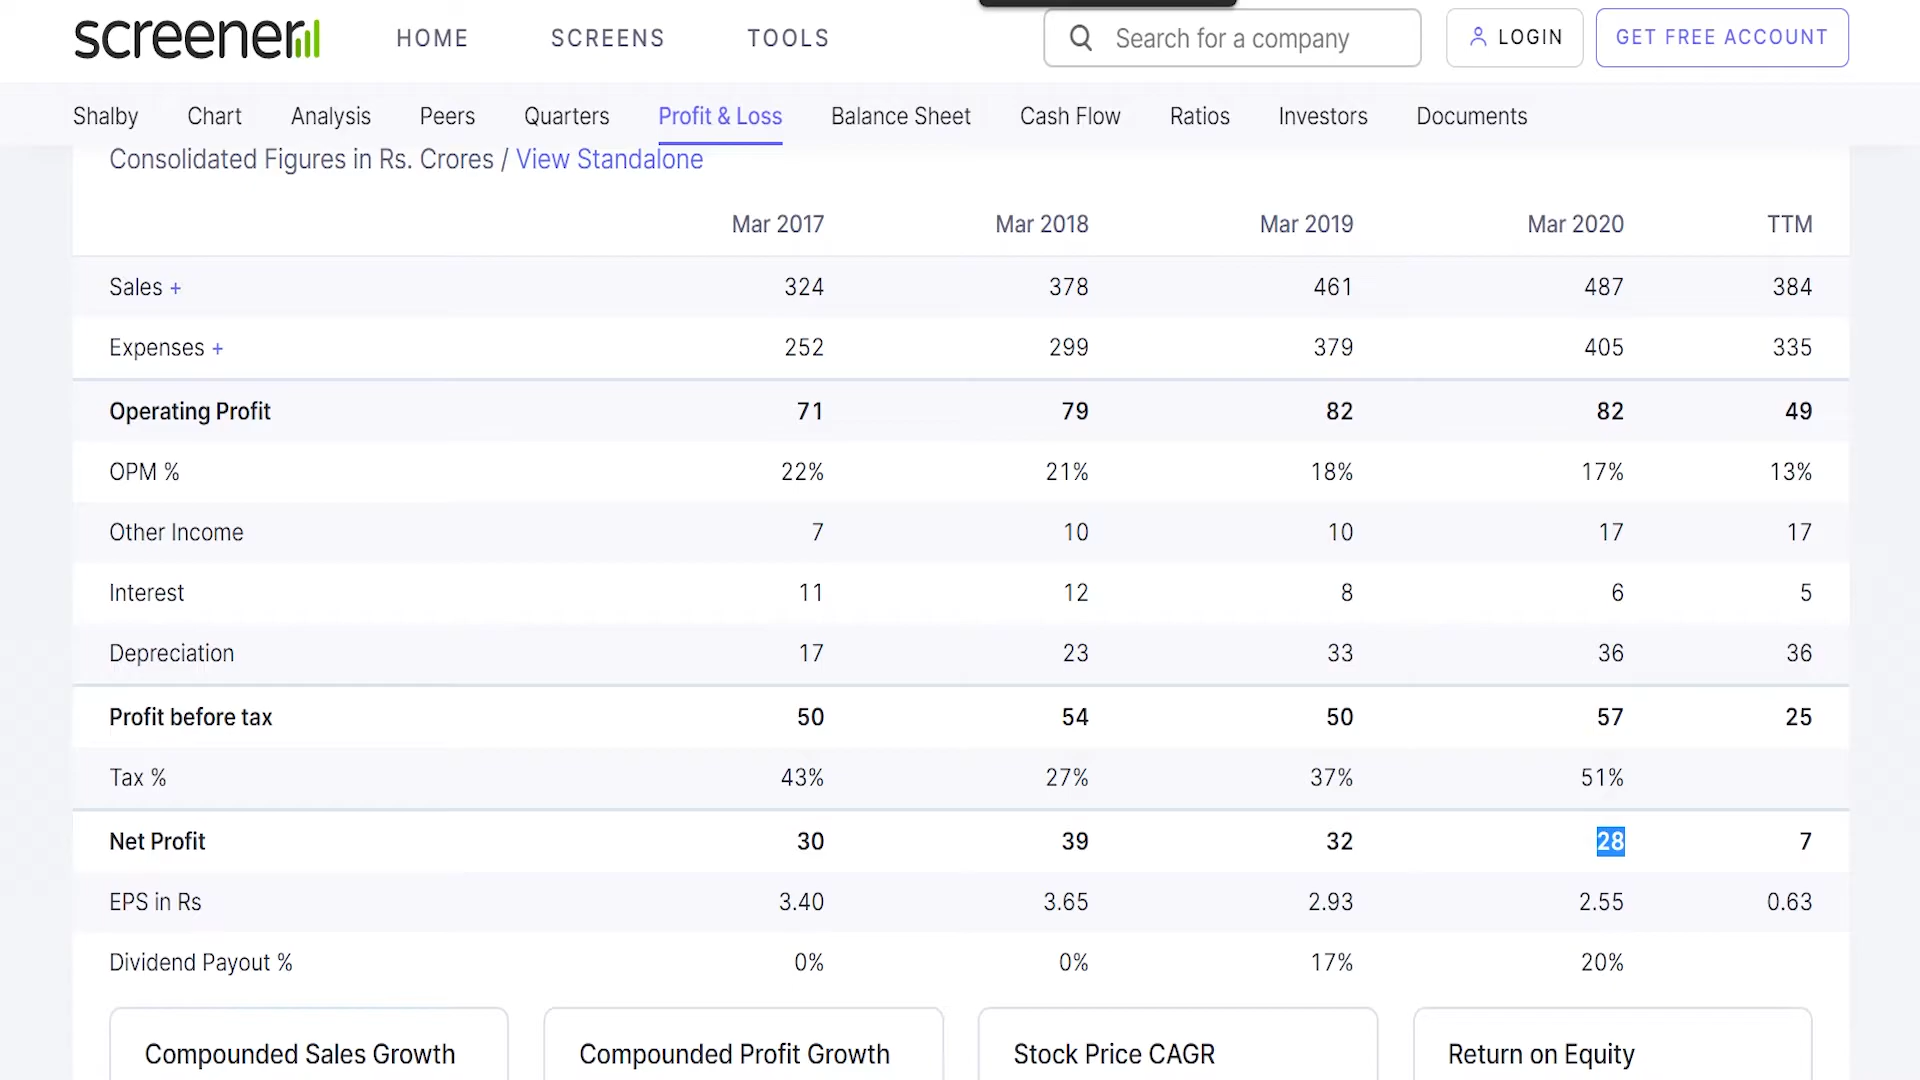 screener HOME SCREENS TOOLS Search for a company LOGIN GET FREE ACCOUNT
Shalby Chart Analysis Peers Quarters Profit & Loss Balance Sheet Cash Flow Ratios Investors Documents
Consolidated Figures in Rs. Crores / View Standalone
Mar 2017 Mar 2018 Mar 2019 Mar 2020 TTM
Sales + 324 378 461 487 384
Expenses + 252 299 379 405 335
Operating Profit 71 79 82 82 49
OPM % 22% 21% 18% 17% 13%
Other Income 7 10 10 17 17
Interest 11 12 8 6 5
Depreciation 17 23 33 36 36
Profit before tax 50 54 50 57 25
Tax % 43% 27% 37% 51%
Net Profit 30 39 32 28 7
EPS in Rs 3.40 3.65 2.93 2.55 0.63
Dividend Payout % 0% 0% 17% 20%
Compounded Sales Growth Compounded Profit Growth Stock Price CAGR Return on Equity